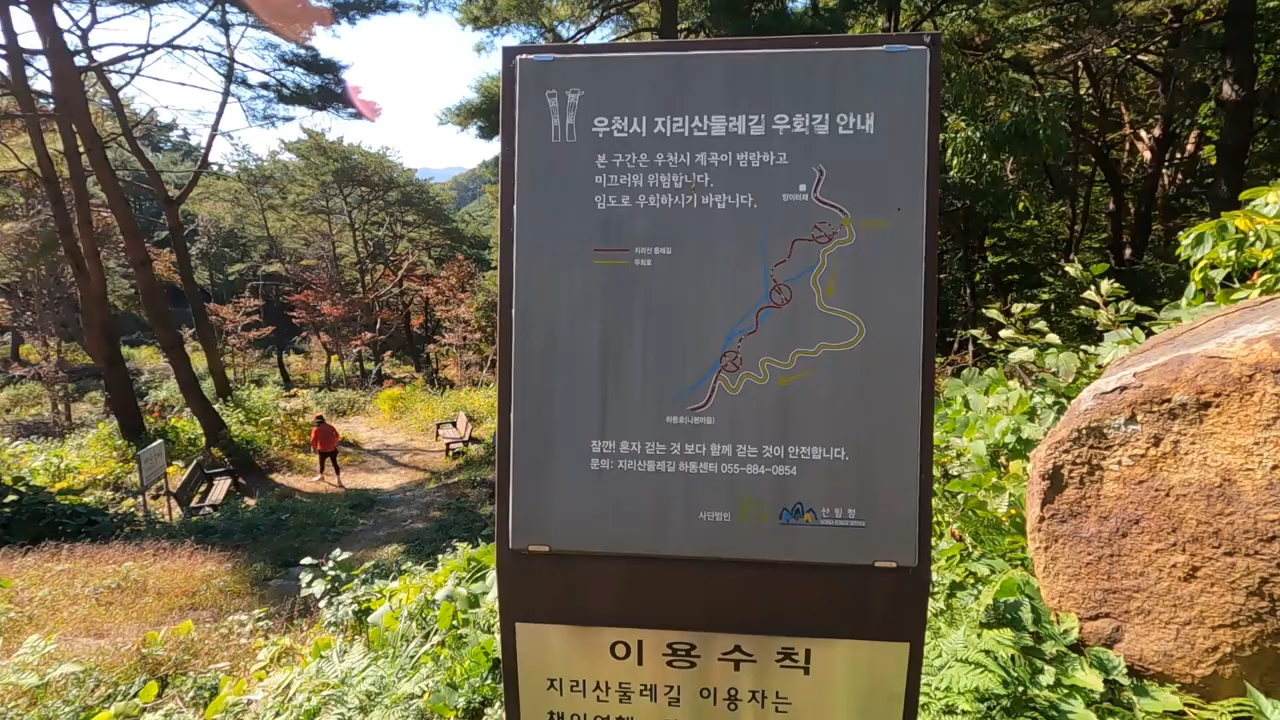 우천시 지리산둘레길 우회길 안내
본 구간은 우천시 계곡이 범람하고
미끄러워 위험합니다.
임도로 우회하시기 바랍니다.
지리산 둘레길
우회로
하동호(나본마을)
잠깐! 혼자 걷는 것 보다 함께 걷는 것이 안전합니다.
문의: 지리산둘레길 하동센터 055-884-0854
사단법인
산림청
KOREA FOREST SERVICE
이용수칙
지리산둘레길 이용자는